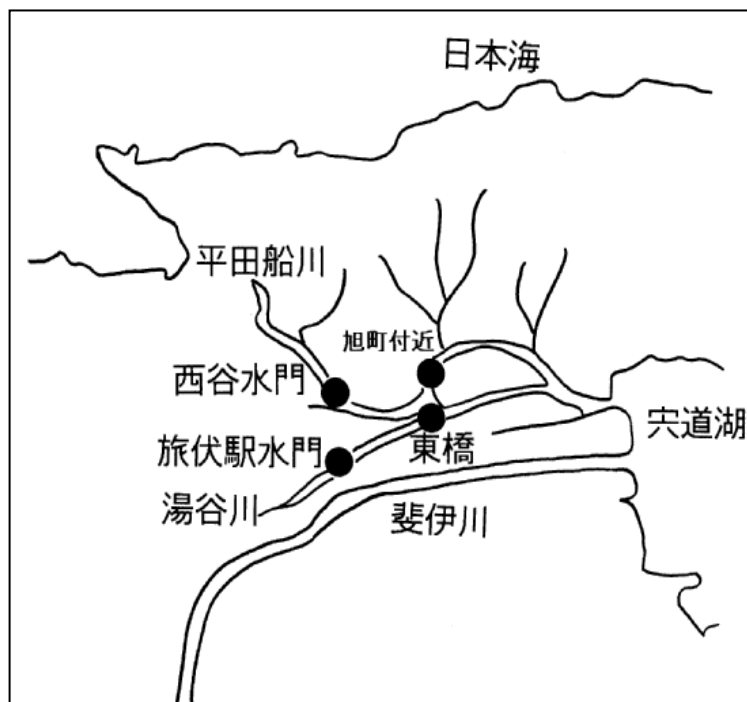 日本海
平田船川
旭町付近
西谷水門
宍道湖
旅伏駅水門
東橋
湯谷川
斐伊川